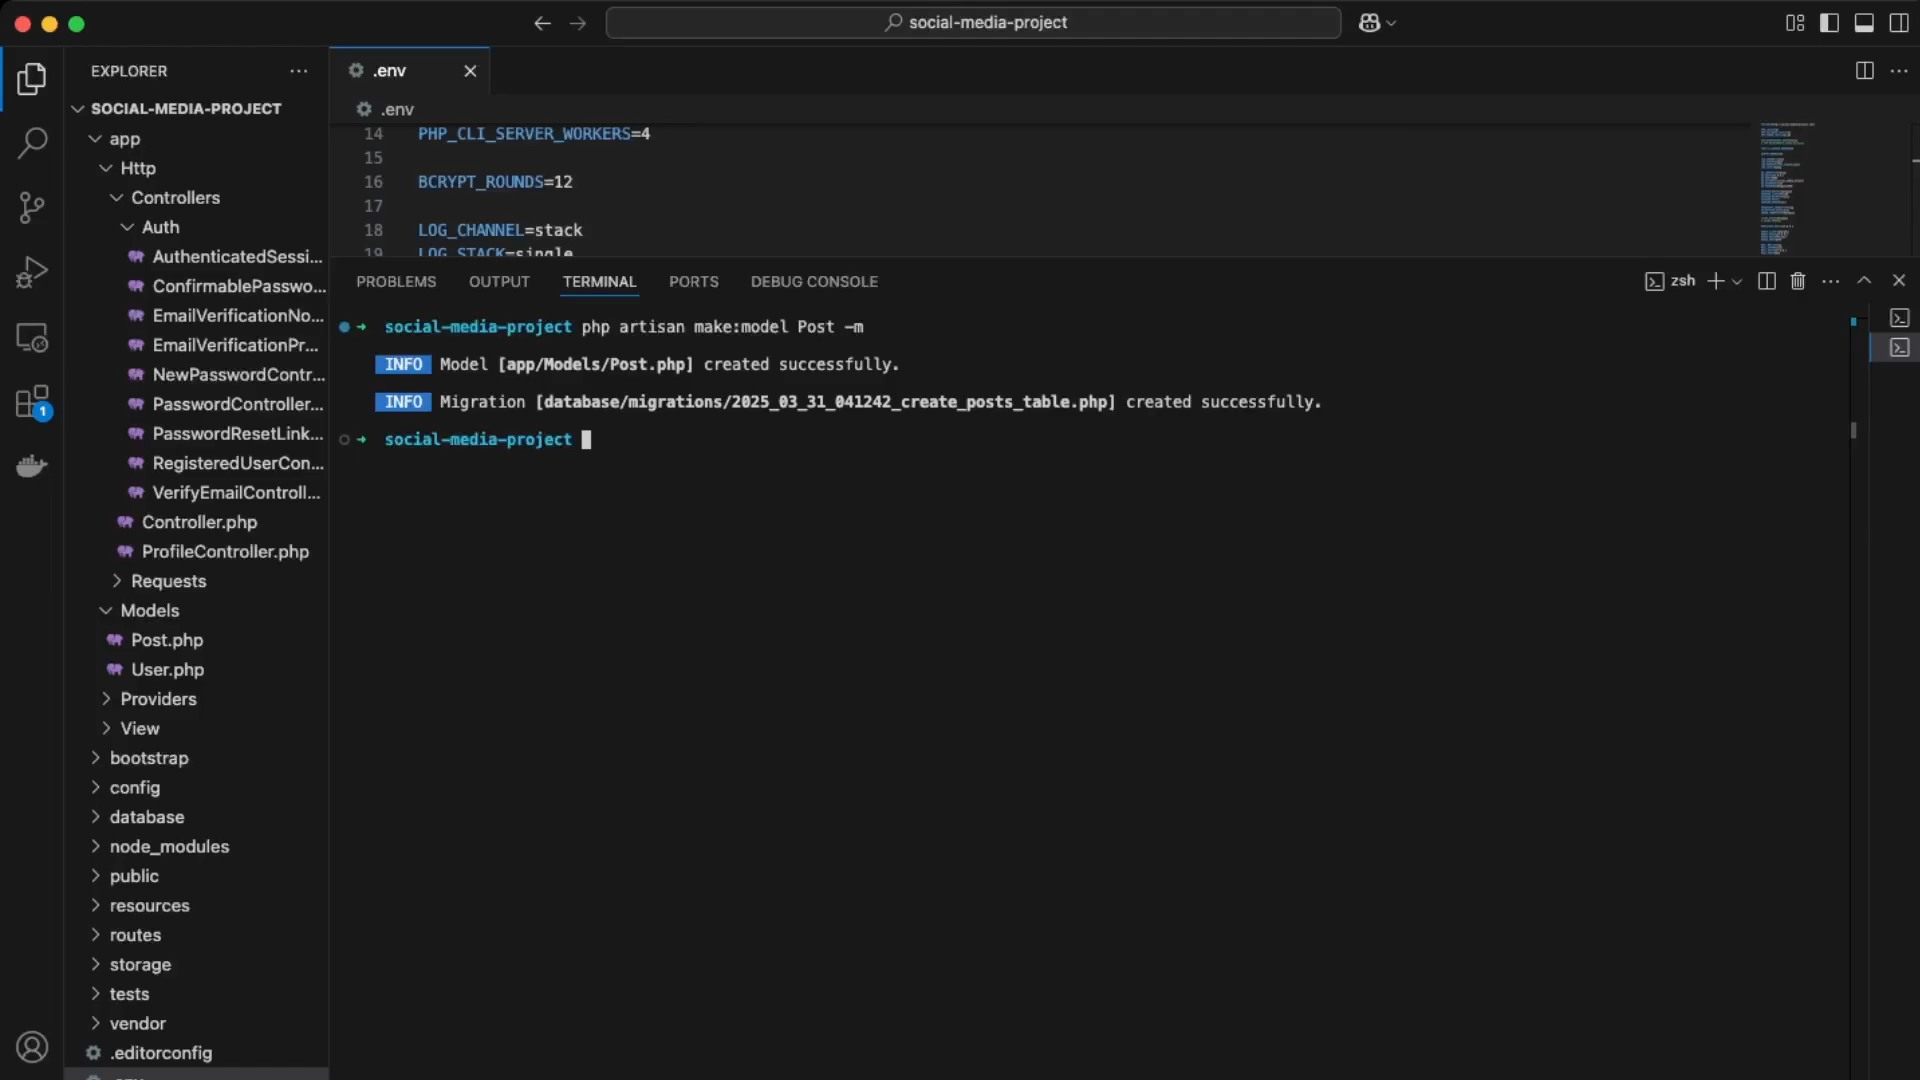 social-media-project
EXPLORER
SOCIAL-MEDIA-PROJECT
app
Http
Controllers
Auth
AuthenticatedSessi...
ConfirmablePasswo...
EmailVerificationNo...
EmailVerificationPr...
NewPasswordContr...
PasswordController...
PasswordResetLink...
RegisteredUserCon...
VerifyEmailControll...
Controller.php
ProfileController.php
Requests
Models
Post.php
User.php
Providers
View
bootstrap
config
database
node_modules
public
resources
routes
storage
tests
vendor
.editorconfig
1
.env
.env
14 PHP_CLI_SERVER_WORKERS=4
15
16 BCRYPT_ROUNDS=12
17
18 LOG_CHANNEL=stack
19 LOG_STACK=single
PROBLEMS OUTPUT TERMINAL PORTS DEBUG CONSOLE
zsh
social-media-project php artisan make:model Post -m
INFO Model [app/Models/Post.php] created successfully.
INFO Migration [database/migrations/2025_03_31_041242_create_posts_table.php] created successfully.
social-media-project